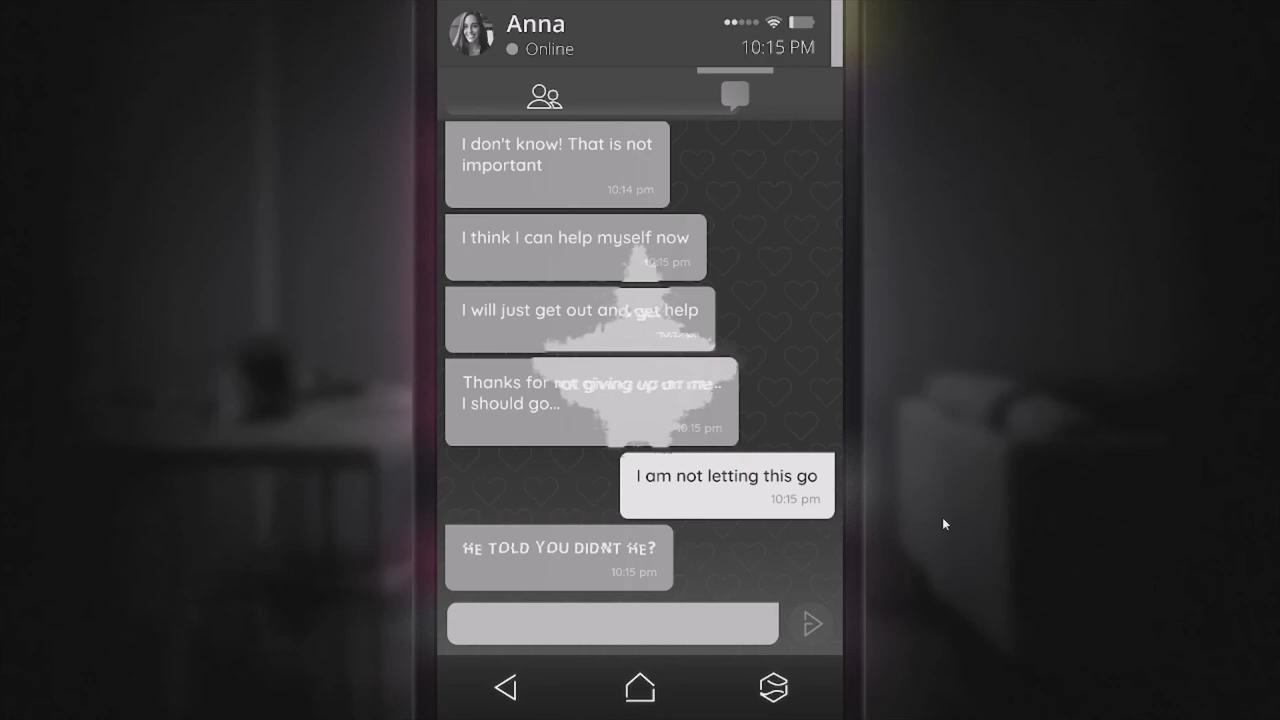 Anna
Online
10:15 PM
I don't know! That is not
important
10:14 pm
I think I can help myself now
10:15 pm
I will just get out and get help
Thanks for not giving up on me..
I should go...
10:15 pm
I am not letting this go
10:15 pm
HE TOLD YOU DIDNT HE?
10:15 pm